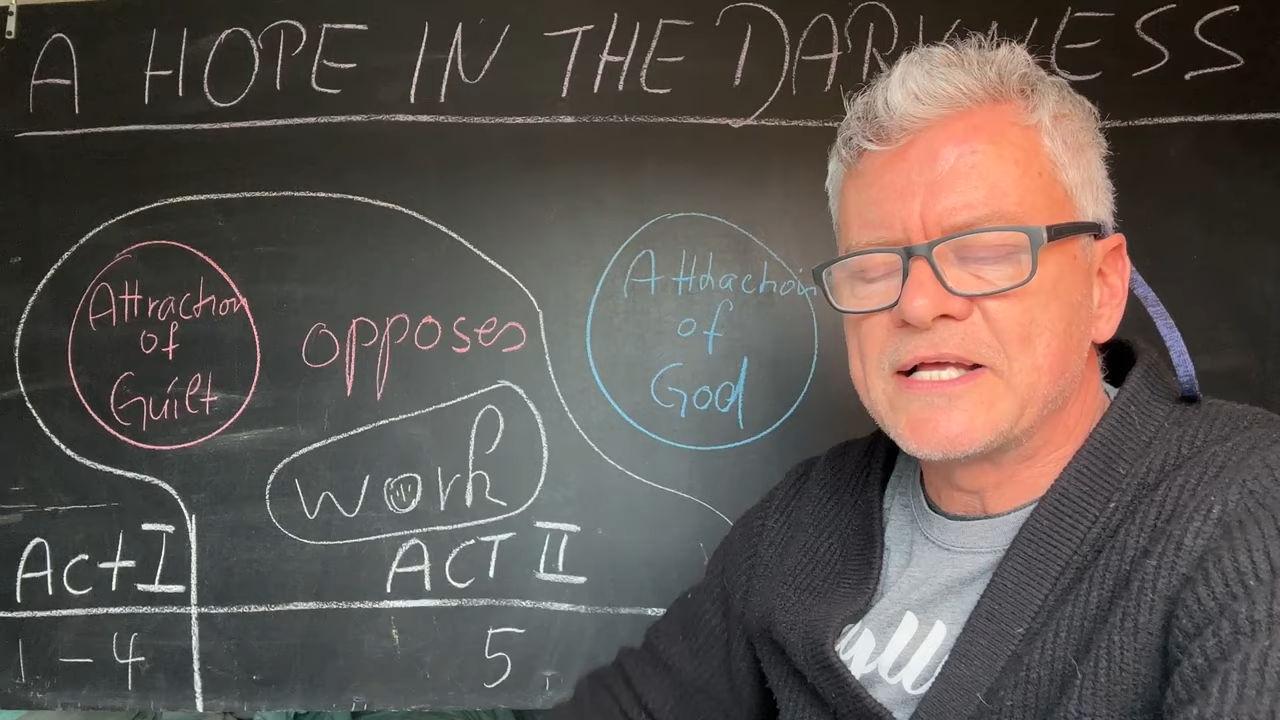 A HOPE IN THE DARKNESS
Attraction
of
Guilt
opposes
Attraction
of
God
work
Act I
ACT II
1-4
5